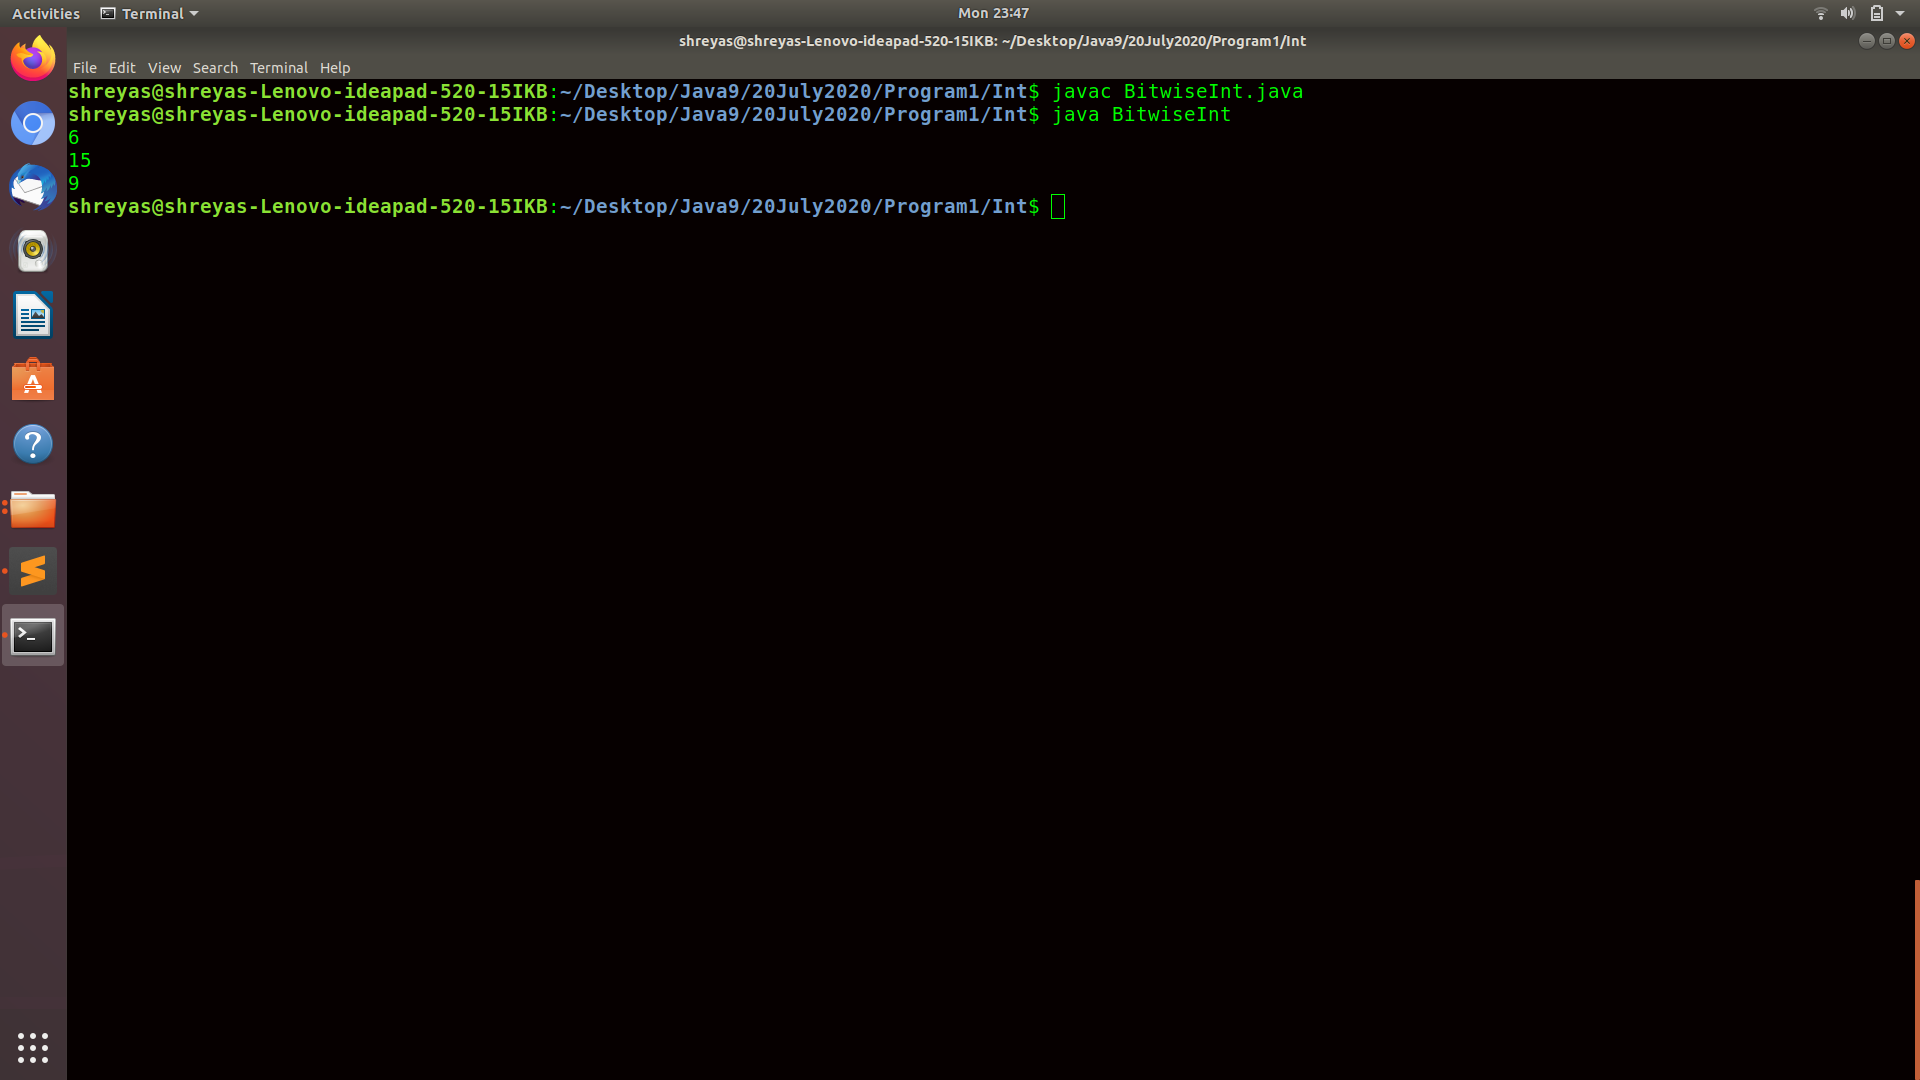 Activities Terminal Mon 23:47
shreyas@shreyas-Lenovo-ideapad-520-15IKB: ~/Desktop/Java9/20July2020/Program1/Int
File Edit View Search Terminal Help
shreyas@shreyas-Lenovo-ideapad-520-15IKB:~/Desktop/Java9/20July2020/Program1/Int$ javac BitwiseInt.java
shreyas@shreyas-Lenovo-ideapad-520-15IKB:~/Desktop/Java9/20July2020/Program1/Int$ java BitwiseInt
6
15
9
shreyas@shreyas-Lenovo-ideapad-520-15IKB:~/Desktop/Java9/20July2020/Program1/Int$